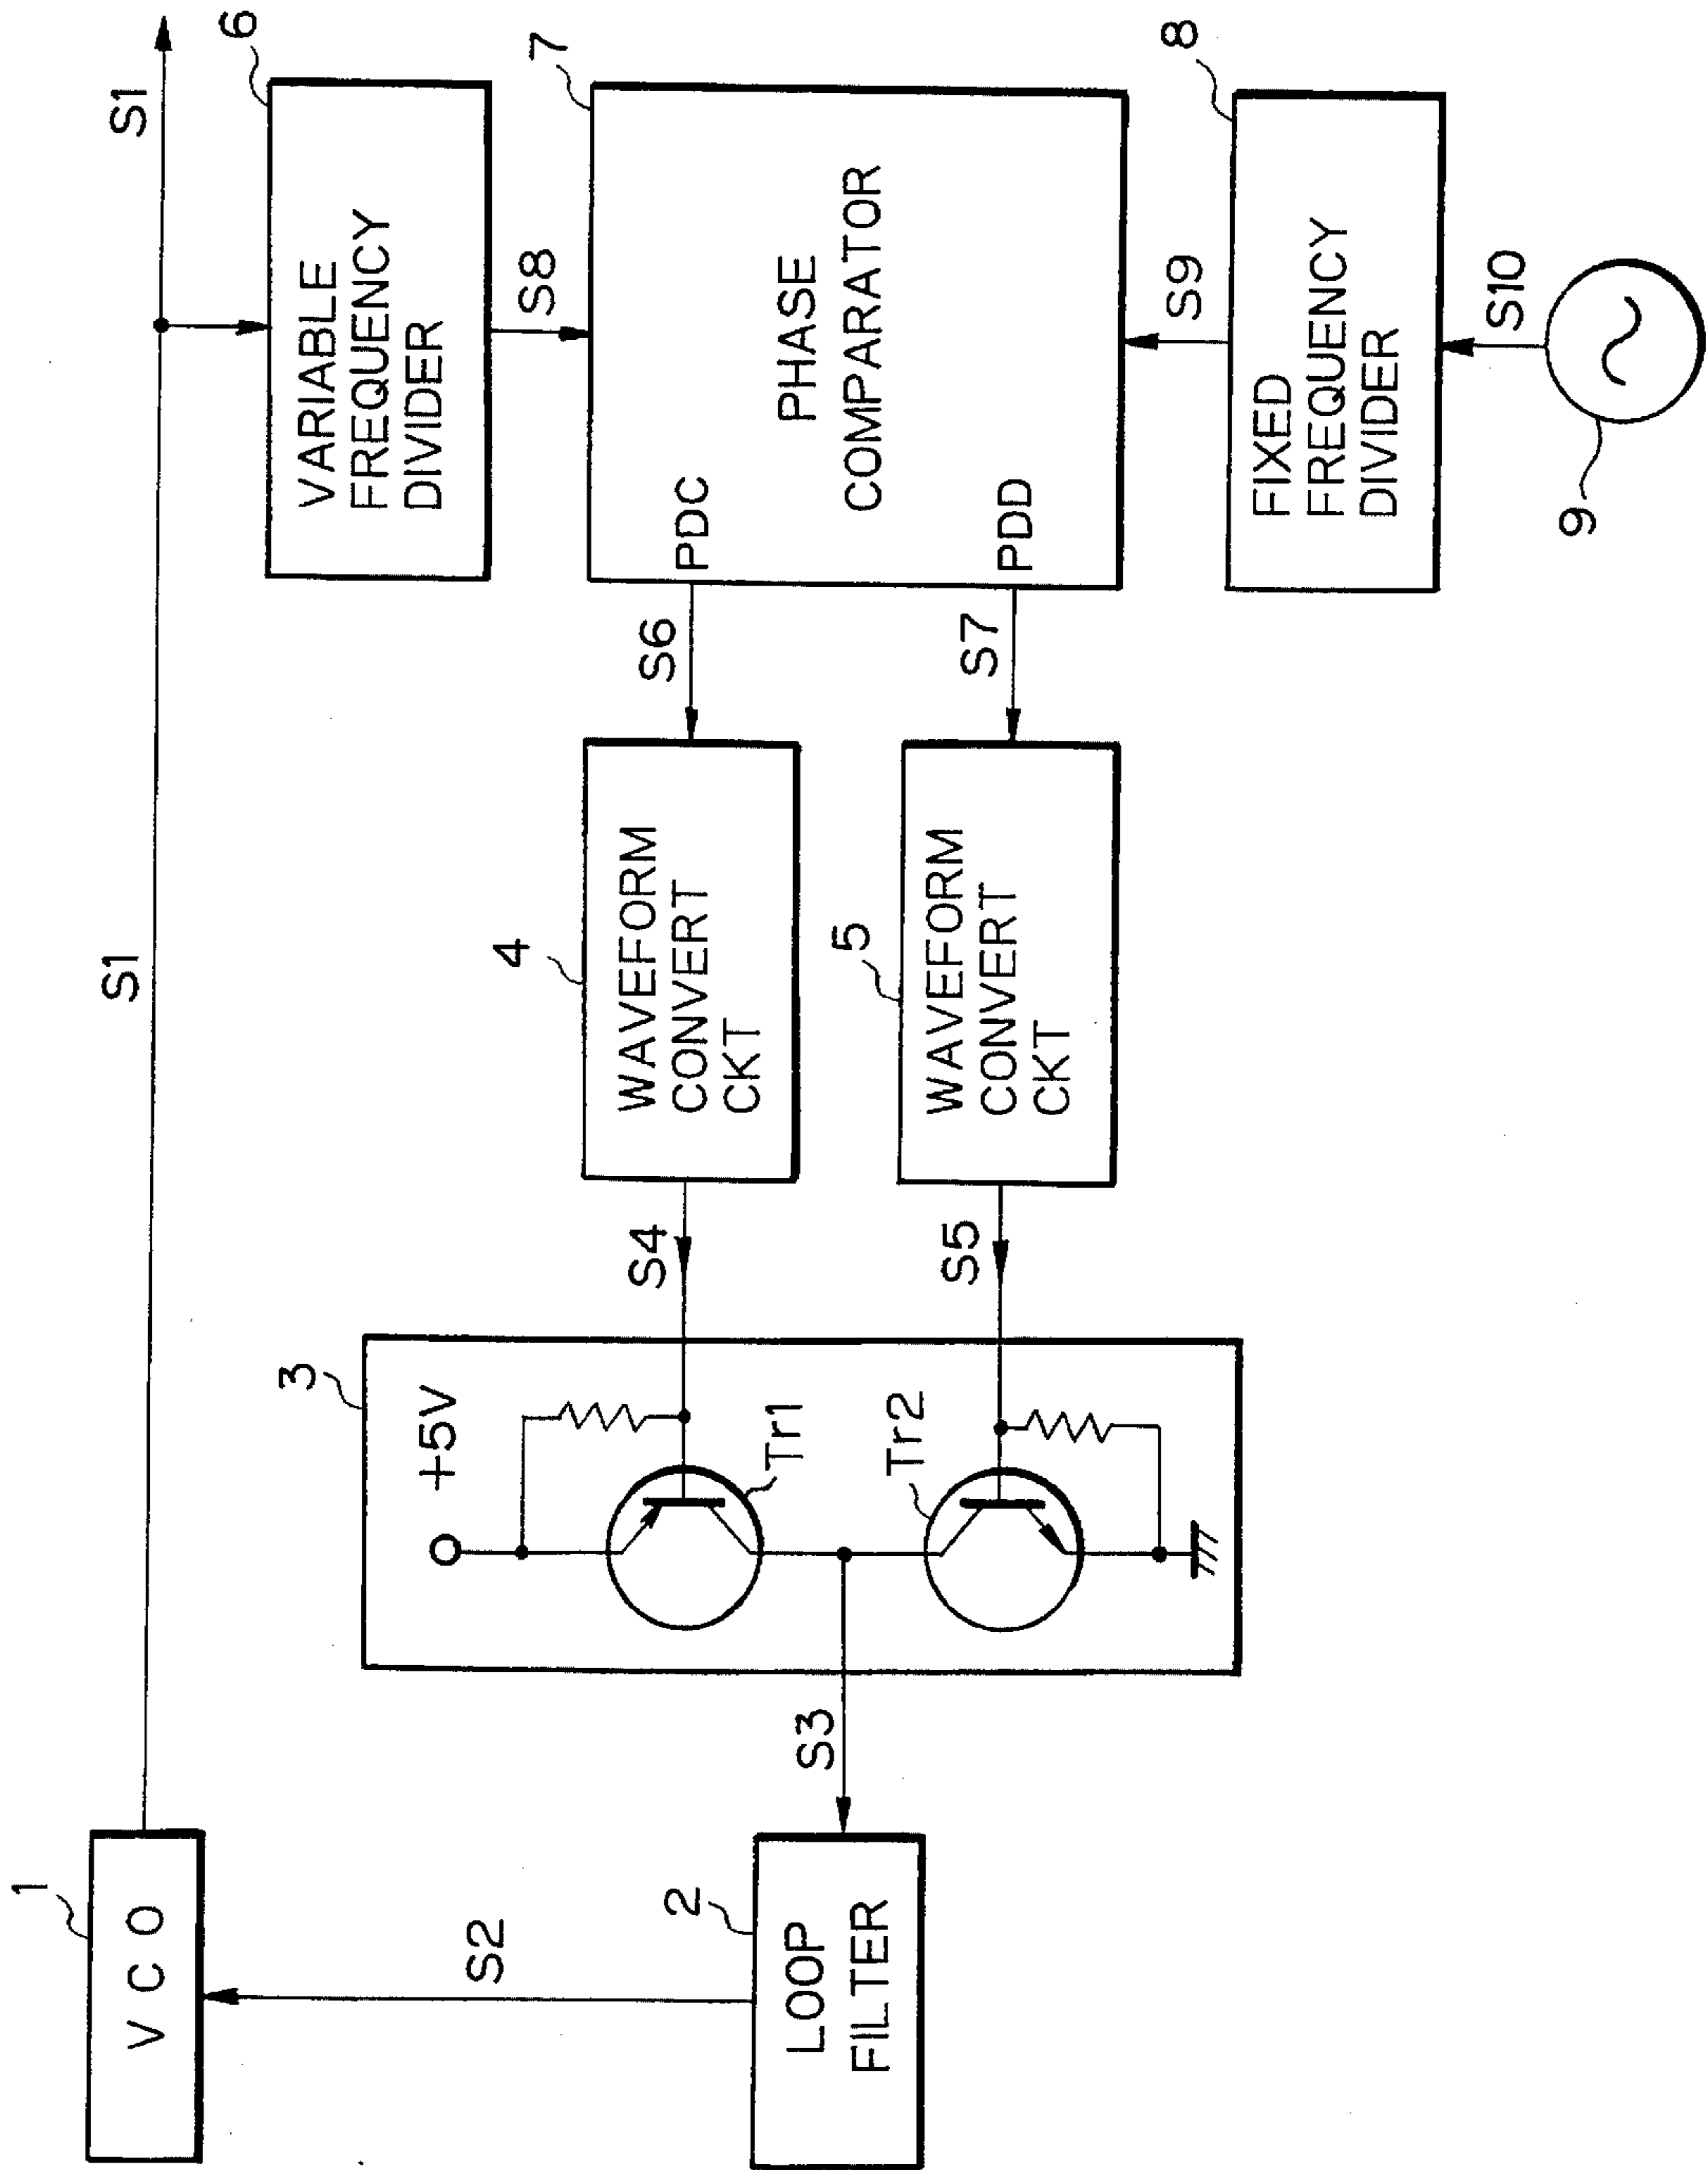 1
V C O
S1
S1
S2
2
LOOP
FILTER
S3
3
+5V
Tr1
Tr2
S4
S5
4
WAVEFORM
CONVERT
CKT
5
WAVEFORM
CONVERT
CKT
S6
S7
6
VARIABLE
FREQUENCY
DIVIDER
S8
7
PDC
PHASE
COMPARATOR
PDD
S9
8
FIXED
FREQUENCY
DIVIDER
S10
9